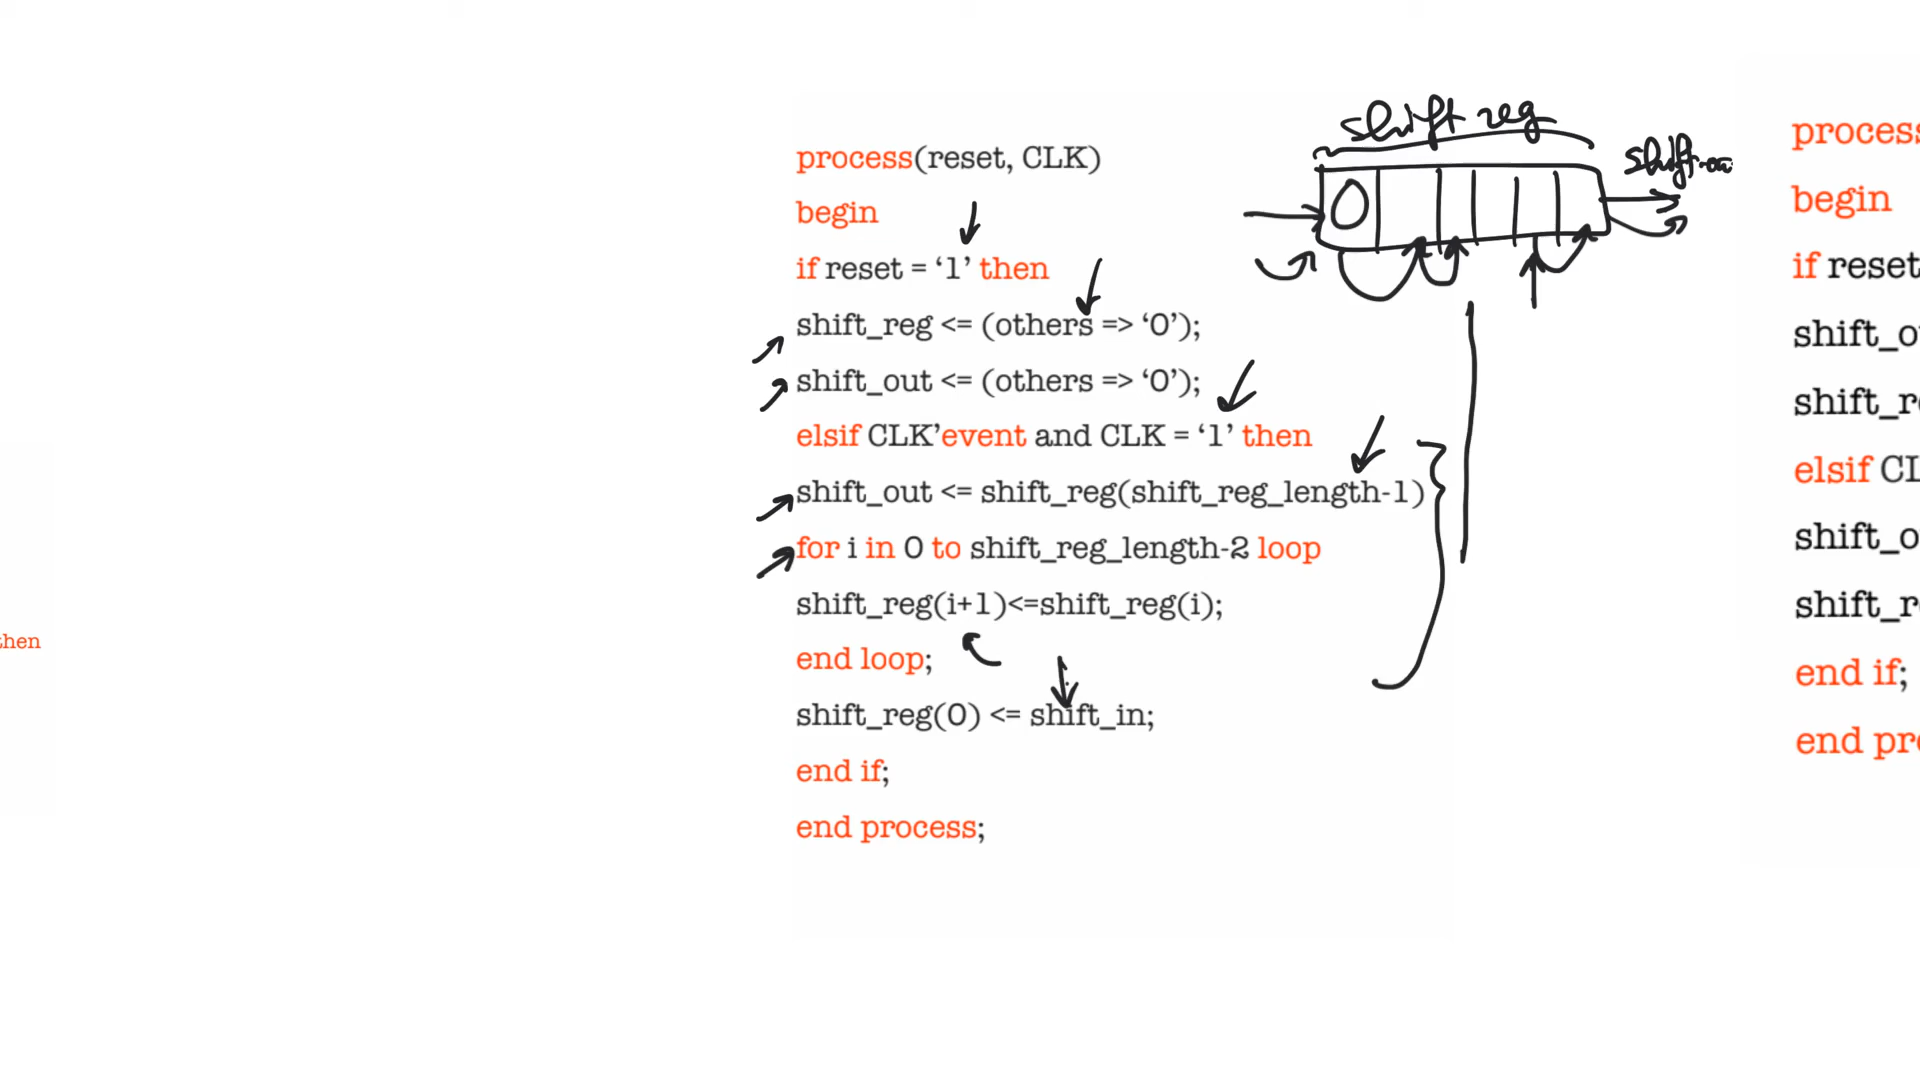 then
process(reset, CLK)
begin
if reset = ‘1’ then
shift_reg <= (others => ‘0’);
shift_out <= (others => ‘0’);
elsif CLK’event and CLK = ‘1’ then
shift_out <= shift_reg(shift_reg_length-1)
for i in 0 to shift_reg_length-2 loop
shift_reg(i+1)<=shift_reg(i);
end loop;
shift_reg(0) <= shift_in;
end if;
end process;
shift reg
0
process
begin
if reset
shift_o
shift_r
elsif CL
shift_o
shift_r
end if;
end pro